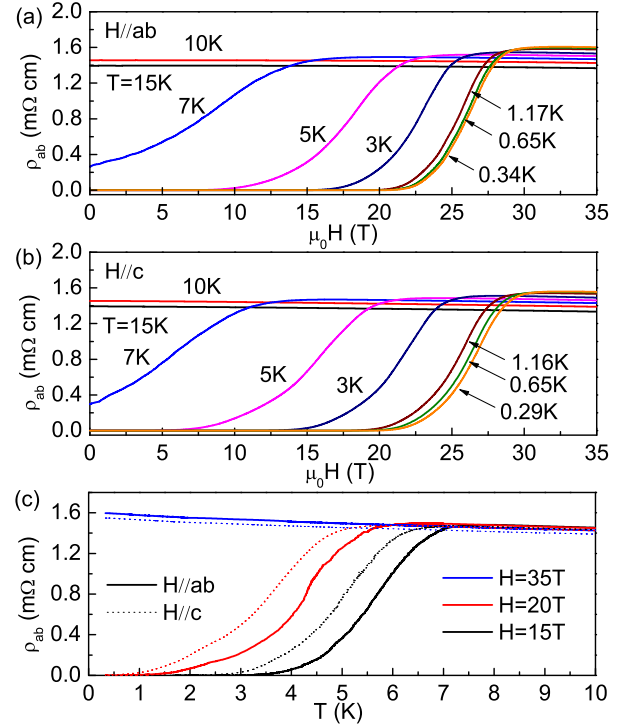 (a)
2.0
1.6
1.2
0.8
0.4
0.0
ρab (mΩ cm)
H//ab
10K
T=15K
7K
5K
3K
1.17K
0.65K
0.34K
0 5 10 15 20 25 30 35
μ0H (T)
(b)
2.0
1.6
1.2
0.8
0.4
0.0
ρab (mΩ cm)
H//c
10K
T=15K
7K
5K
3K
1.16K
0.65K
0.29K
0 5 10 15 20 25 30 35
μ0H (T)
(c)
1.6
1.2
0.8
0.4
0.0
ρab (mΩ cm)
H//ab
H//c
H=35T
H=20T
H=15T
0 1 2 3 4 5 6 7 8 9 10
T (K)